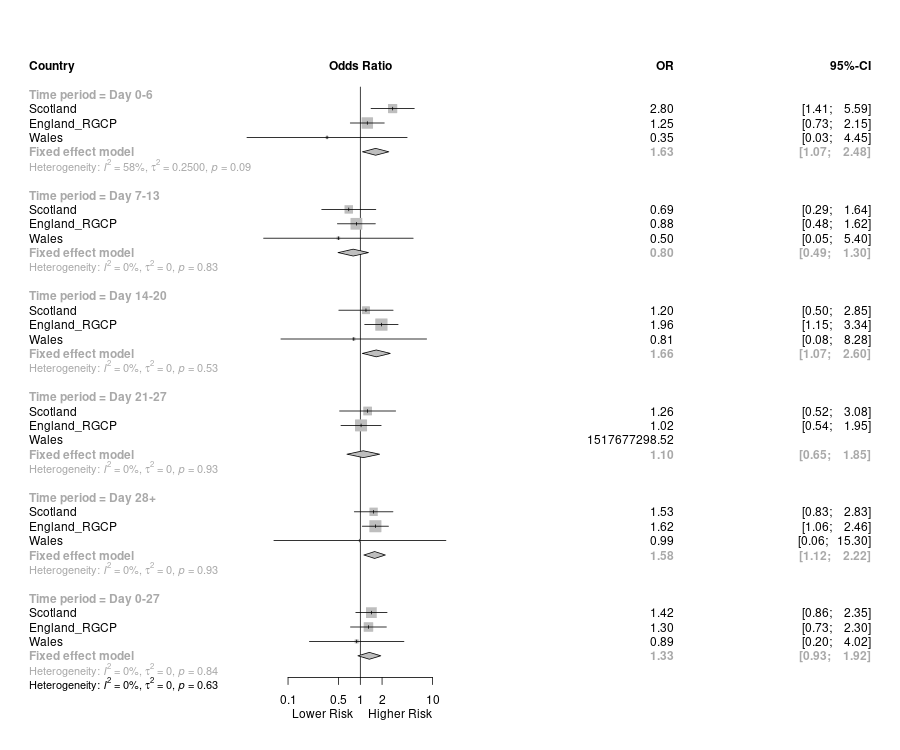 Country Odds Ratio OR 95%-CI
Time period = Day 0-6
Scotland 2.80 [1.41; 5.59]
England_RGCP 1.25 [0.73; 2.15]
Wales 0.35 [0.03; 4.45]
Fixed effect model 1.63 [1.07; 2.48]
Heterogeneity: I² = 58%, τ² = 0.2500, p = 0.09
Time period = Day 7-13
Scotland 0.69 [0.29; 1.64]
England_RGCP 0.88 [0.48; 1.62]
Wales 0.50 [0.05; 5.40]
Fixed effect model 0.80 [0.49; 1.30]
Heterogeneity: I² = 0%, τ² = 0, p = 0.83
Time period = Day 14-20
Scotland 1.20 [0.50; 2.85]
England_RGCP 1.96 [1.15; 3.34]
Wales 0.81 [0.08; 8.28]
Fixed effect model 1.66 [1.07; 2.60]
Heterogeneity: I² = 0%, τ² = 0, p = 0.53
Time period = Day 21-27
Scotland 1.26 [0.52; 3.08]
England_RGCP 1.02 [0.54; 1.95]
Wales 1517677298.52
Fixed effect model 1.10 [0.65; 1.85]
Heterogeneity: I² = 0%, τ² = 0, p = 0.93
Time period = Day 28+
Scotland 1.53 [0.83; 2.83]
England_RGCP 1.62 [1.06; 2.46]
Wales 0.99 [0.06; 15.30]
Fixed effect model 1.58 [1.12; 2.22]
Heterogeneity: I² = 0%, τ² = 0, p = 0.93
Time period = Day 0-27
Scotland 1.42 [0.86; 2.35]
England_RGCP 1.30 [0.73; 2.30]
Wales 0.89 [0.20; 4.02]
Fixed effect model 1.33 [0.93; 1.92]
Heterogeneity: I² = 0%, τ² = 0, p = 0.84
Heterogeneity: I² = 0%, τ² = 0, p = 0.63
0.1 0.5 1 2 10
Lower Risk Higher Risk